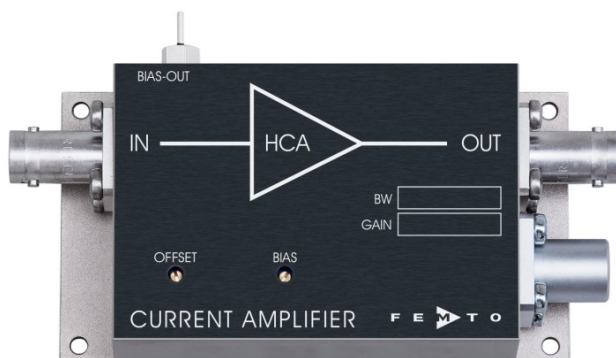 BIAS-OUT
IN HCA OUT
BW
GAIN
OFFSET BIAS
CURRENT AMPLIFIER FEMTO